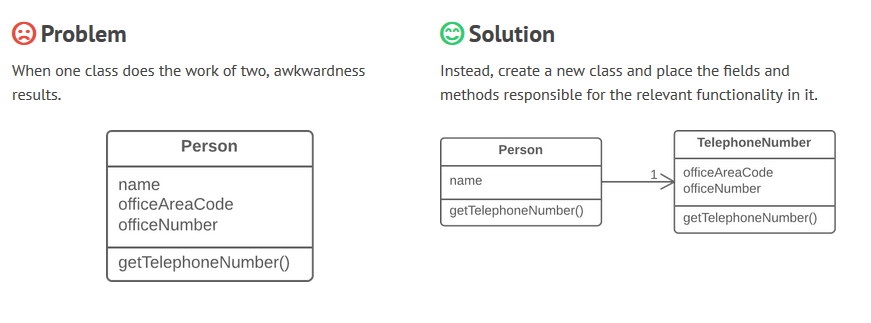 Problem
When one class does the work of two, awkwardness
results.
Person
name
officeAreaCode
officeNumber
getTelephoneNumber()
Solution
Instead, create a new class and place the fields and
methods responsible for the relevant functionality in it.
Person
name
getTelephoneNumber()
1
TelephoneNumber
officeAreaCode
officeNumber
getTelephoneNumber()